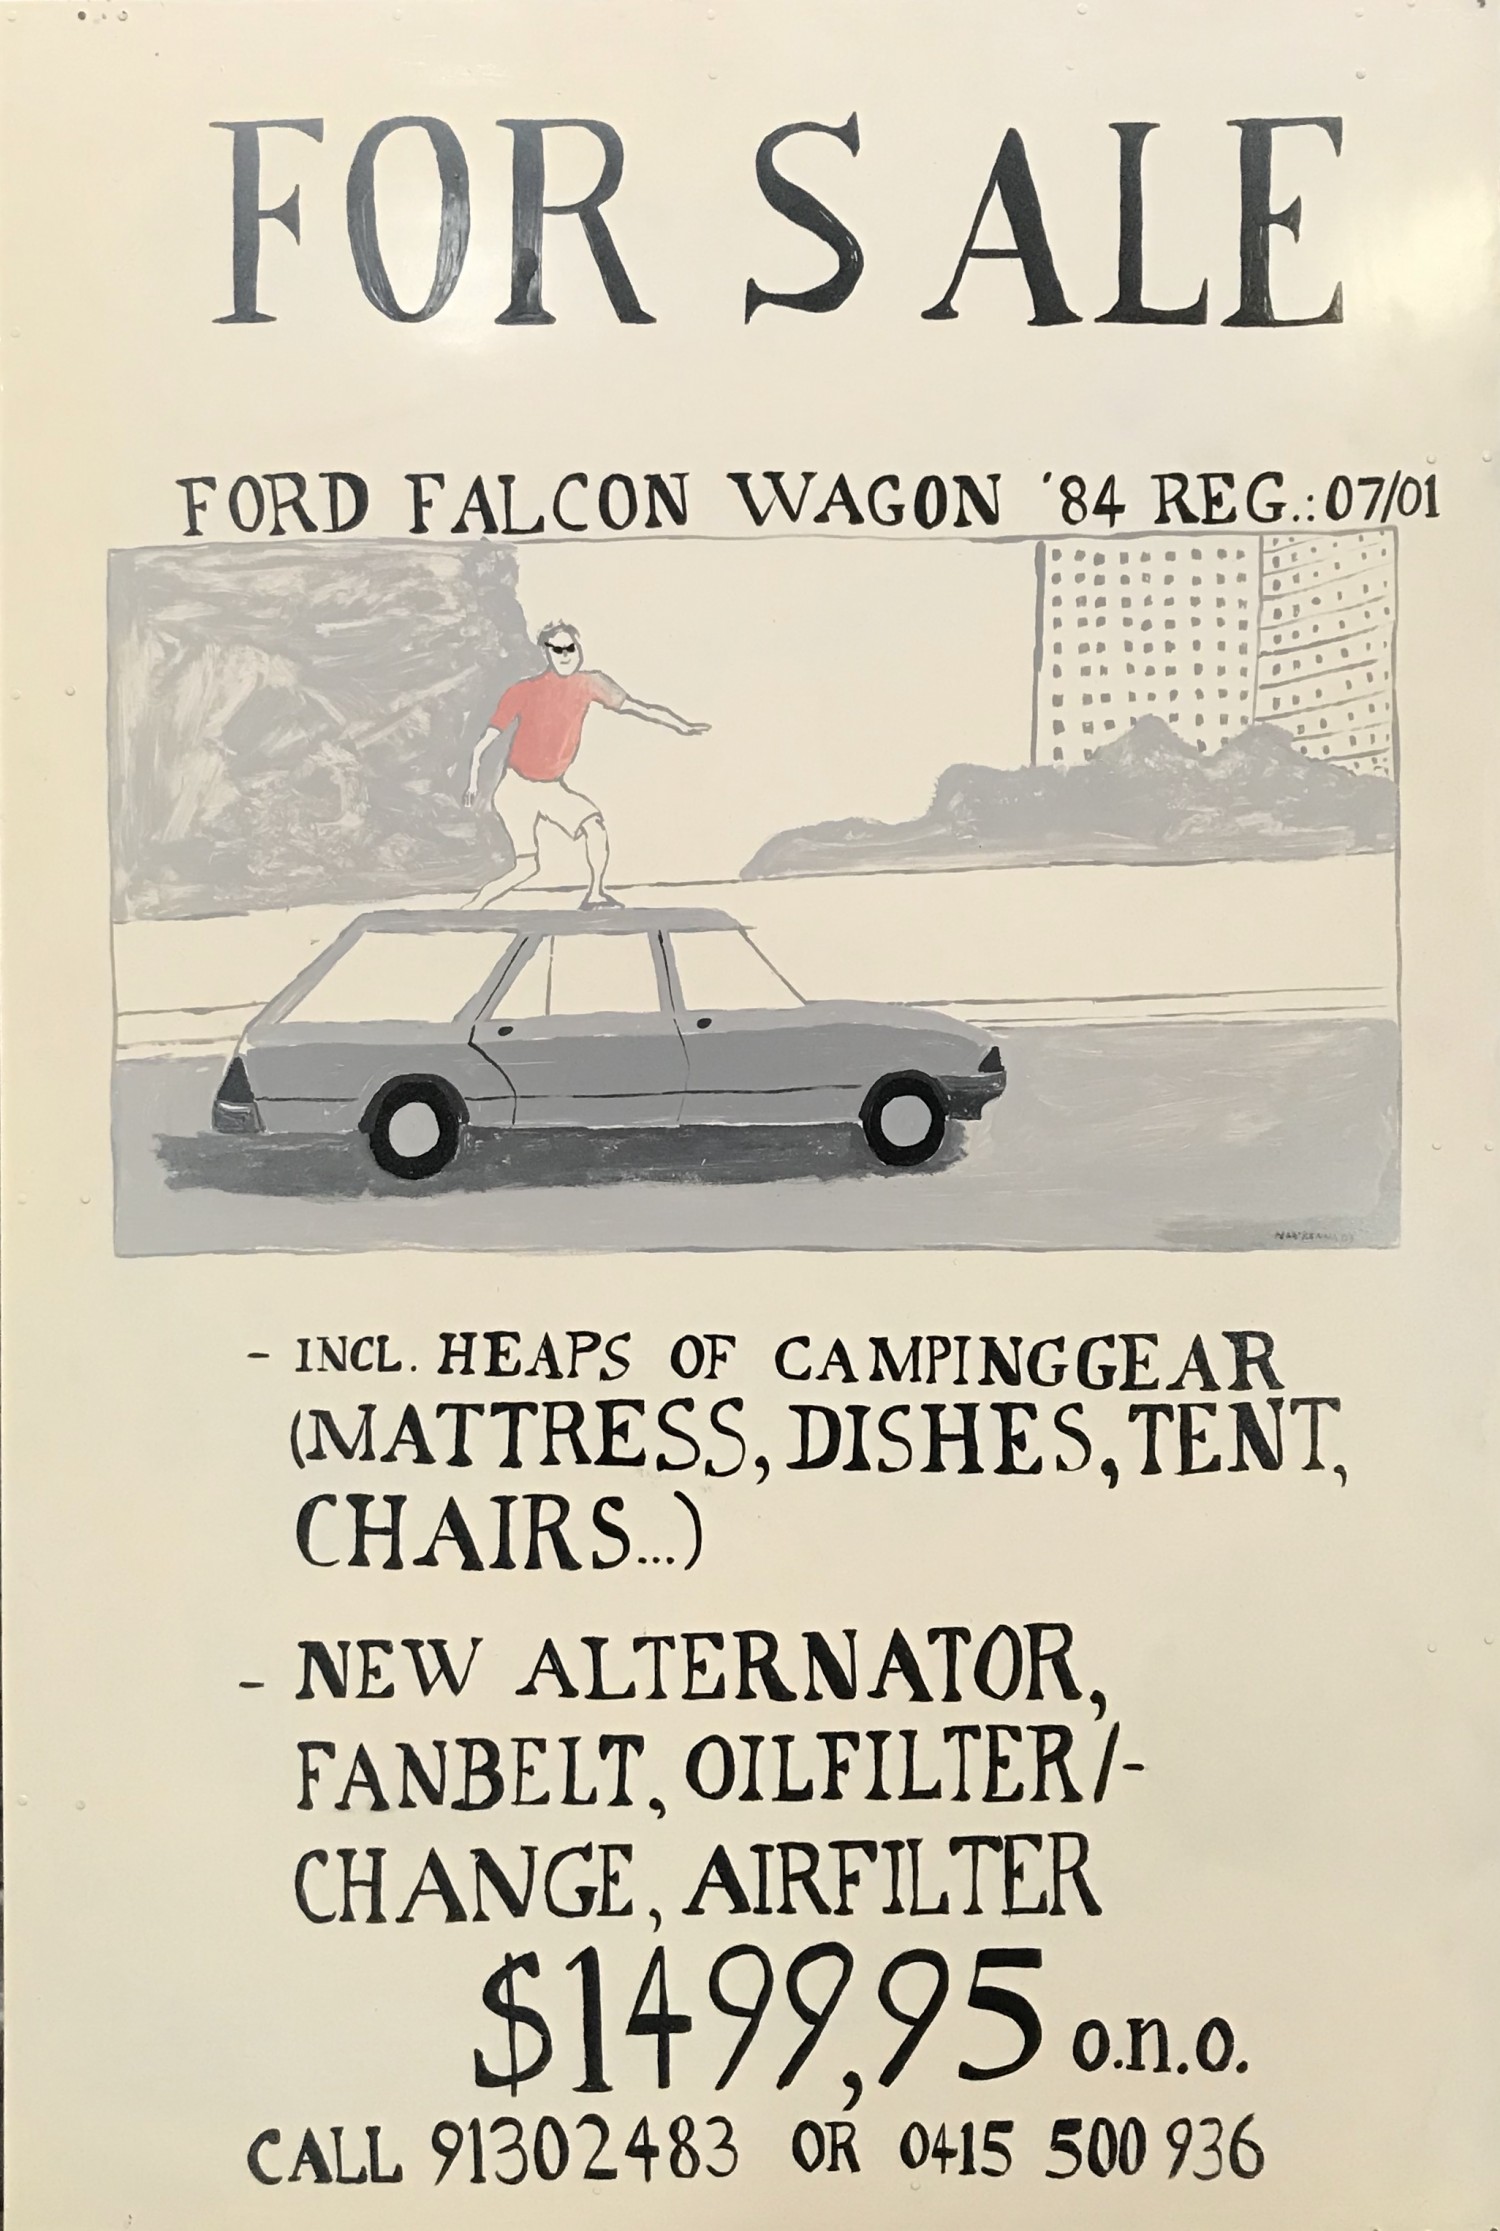 FOR SALE
FORD FALCON WAGON '84 REG.: 07/01
- INCL. HEAPS OF CAMPINGGEAR
(MATTRESS, DISHES, TENT,
CHAIRS...)
- NEW ALTERNATOR,
FANBELT, OILFILTER/-
CHANGE, AIRFILTER
$1499,95 o.n.o.
CALL 91302483 OR 0415 500 936